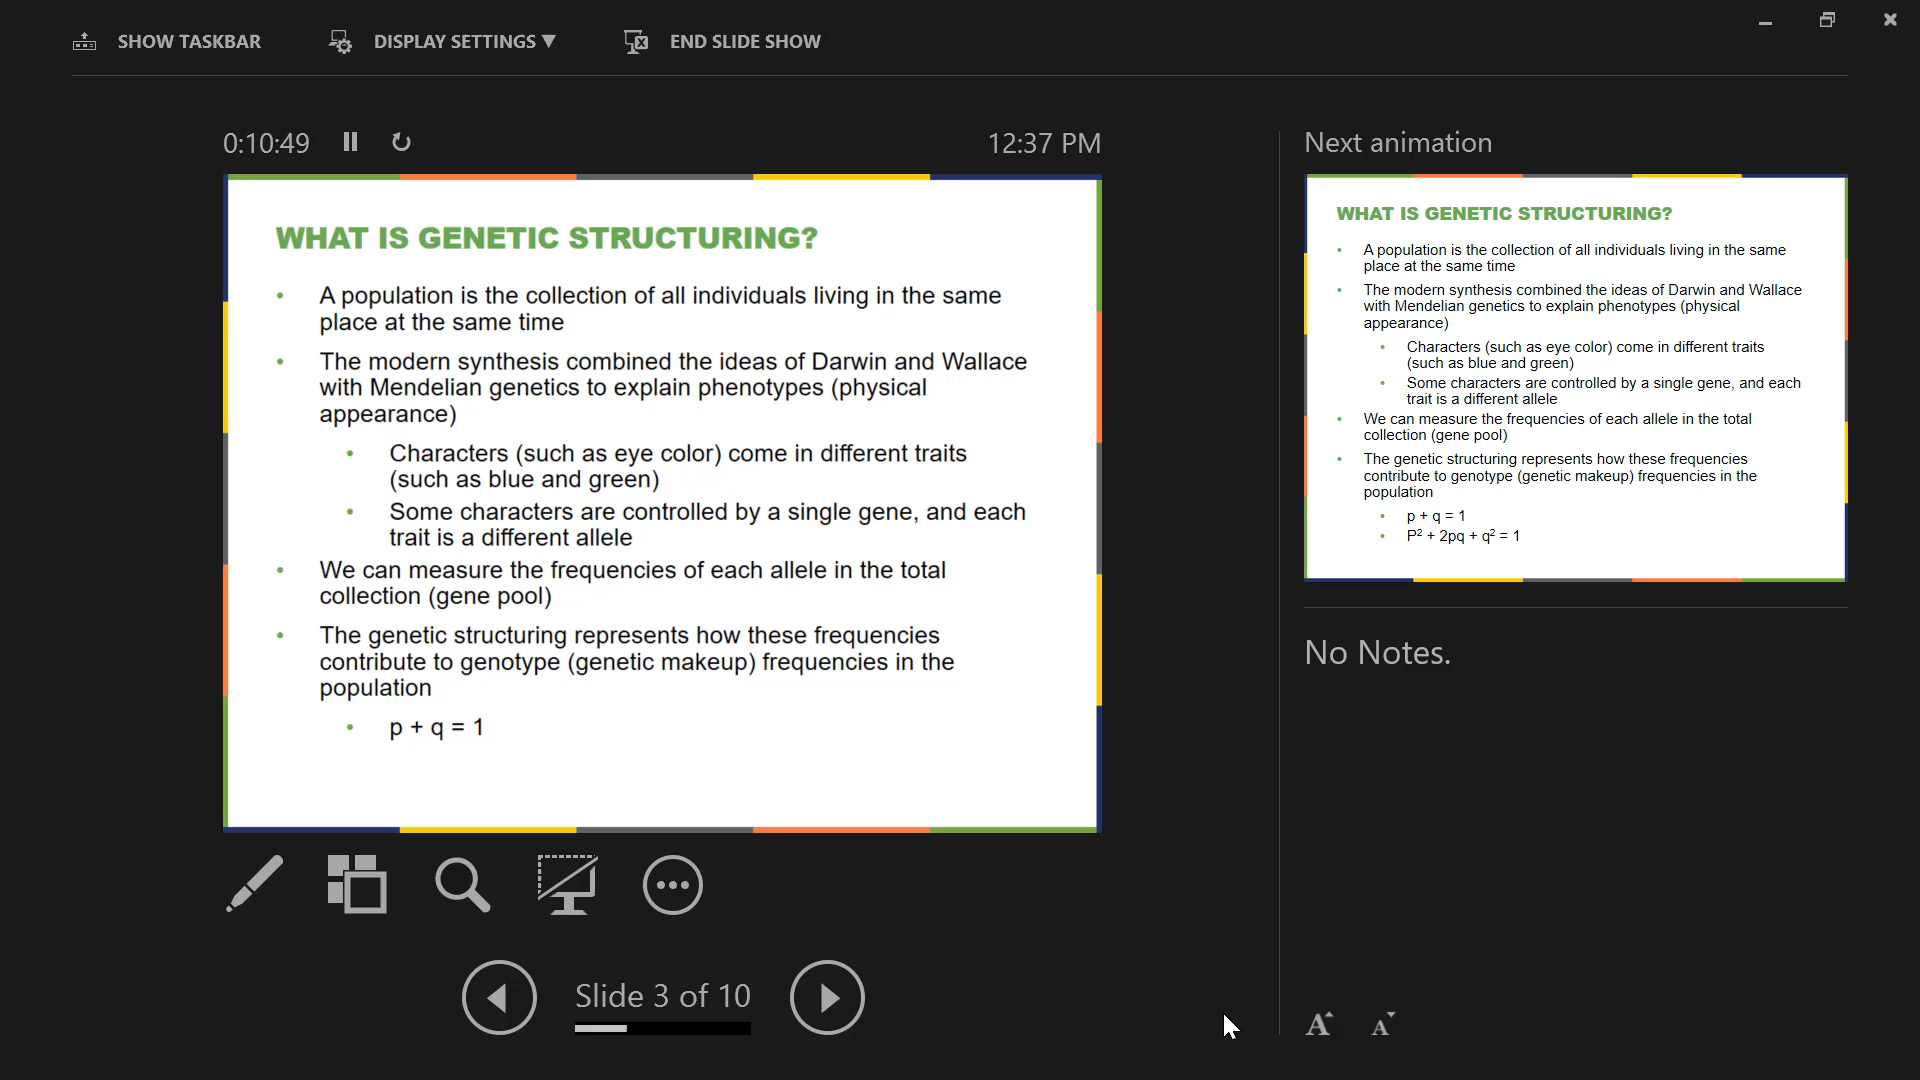 SHOW TASKBAR
DISPLAY SETTINGS ▼
END SLIDE SHOW
0:10:49
12:37 PM
WHAT IS GENETIC STRUCTURING?
• A population is the collection of all individuals living in the same
place at the same time
• The modern synthesis combined the ideas of Darwin and Wallace
with Mendelian genetics to explain phenotypes (physical
appearance)
• Characters (such as eye color) come in different traits
(such as blue and green)
• Some characters are controlled by a single gene, and each
trait is a different allele
• We can measure the frequencies of each allele in the total
collection (gene pool)
• The genetic structuring represents how these frequencies
contribute to genotype (genetic makeup) frequencies in the
population
• p + q = 1
Slide 3 of 10
Next animation
WHAT IS GENETIC STRUCTURING?
• A population is the collection of all individuals living in the same
place at the same time
• The modern synthesis combined the ideas of Darwin and Wallace
with Mendelian genetics to explain phenotypes (physical
appearance)
• Characters (such as eye color) come in different traits
(such as blue and green)
• Some characters are controlled by a single gene, and each
trait is a different allele
• We can measure the frequencies of each allele in the total
collection (gene pool)
• The genetic structuring represents how these frequencies
contribute to genotype (genetic makeup) frequencies in the
population
• p + q = 1
• P² + 2pq + q² = 1
No Notes.
A A